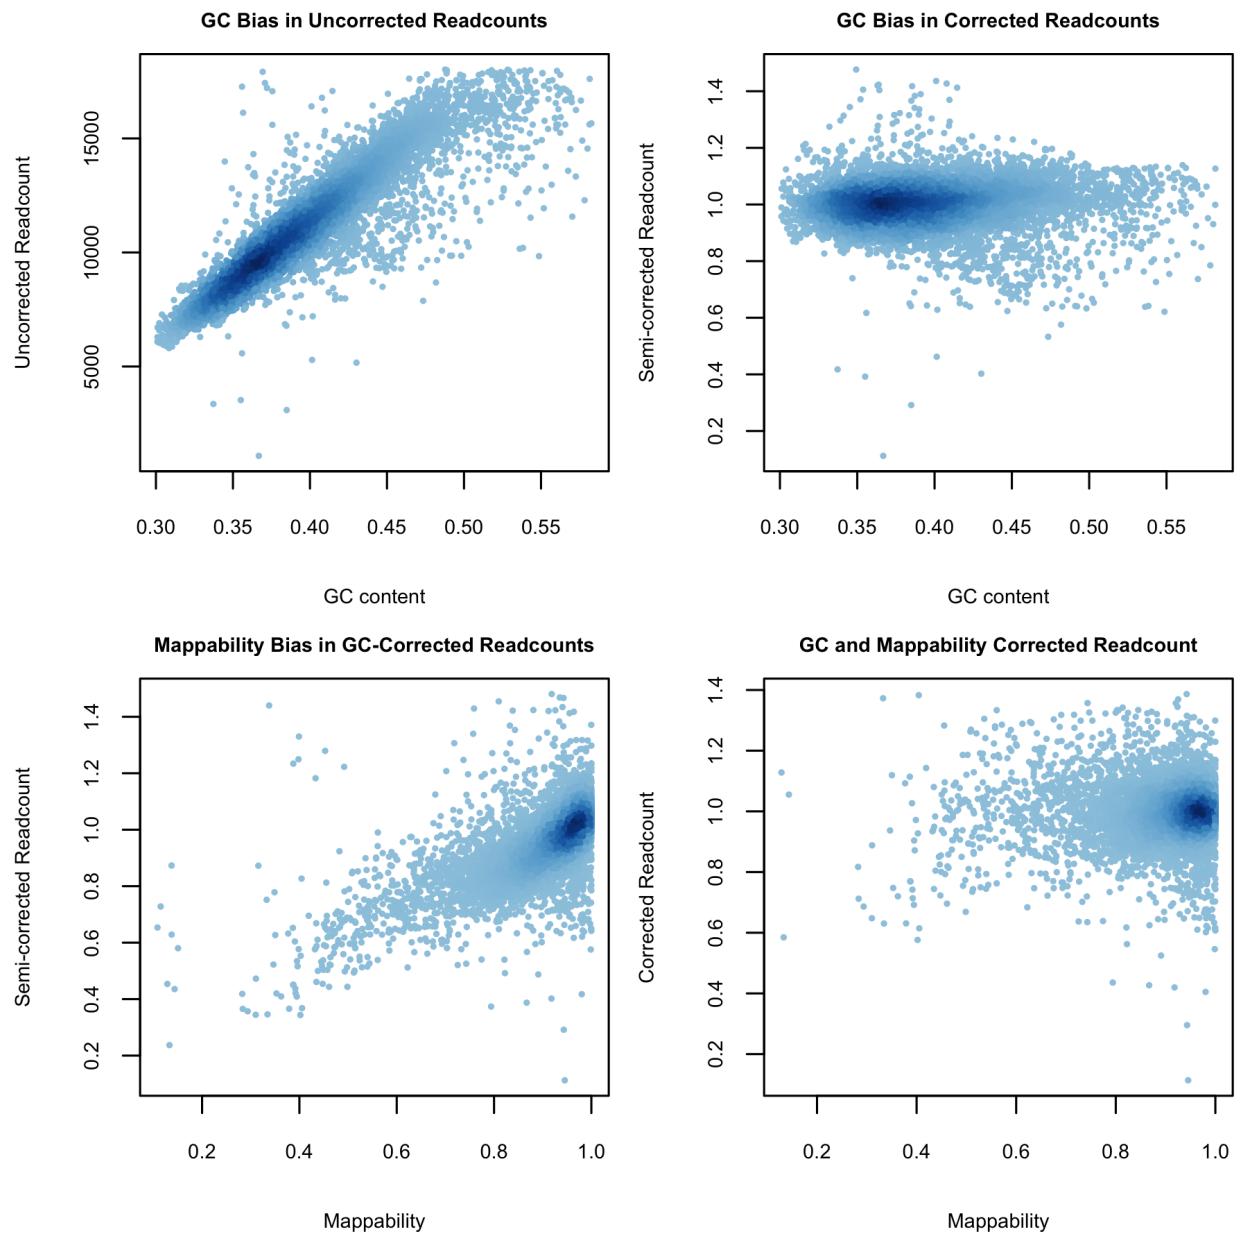 GC Bias in Uncorrected Readcounts
Uncorrected Readcount
15000
10000
5000
0.30 0.35 0.40 0.45 0.50 0.55
GC content
GC Bias in Corrected Readcounts
Semi-corrected Readcount
1.4
1.2
1.0
0.8
0.6
0.4
0.2
0.30 0.35 0.40 0.45 0.50 0.55
GC content
Mappability Bias in GC-Corrected Readcounts
Semi-corrected Readcount
1.4
1.2
1.0
0.8
0.6
0.4
0.2
0.2 0.4 0.6 0.8 1.0
Mappability
GC and Mappability Corrected Readcount
Corrected Readcount
1.4
1.2
1.0
0.8
0.6
0.4
0.2
0.2 0.4 0.6 0.8 1.0
Mappability